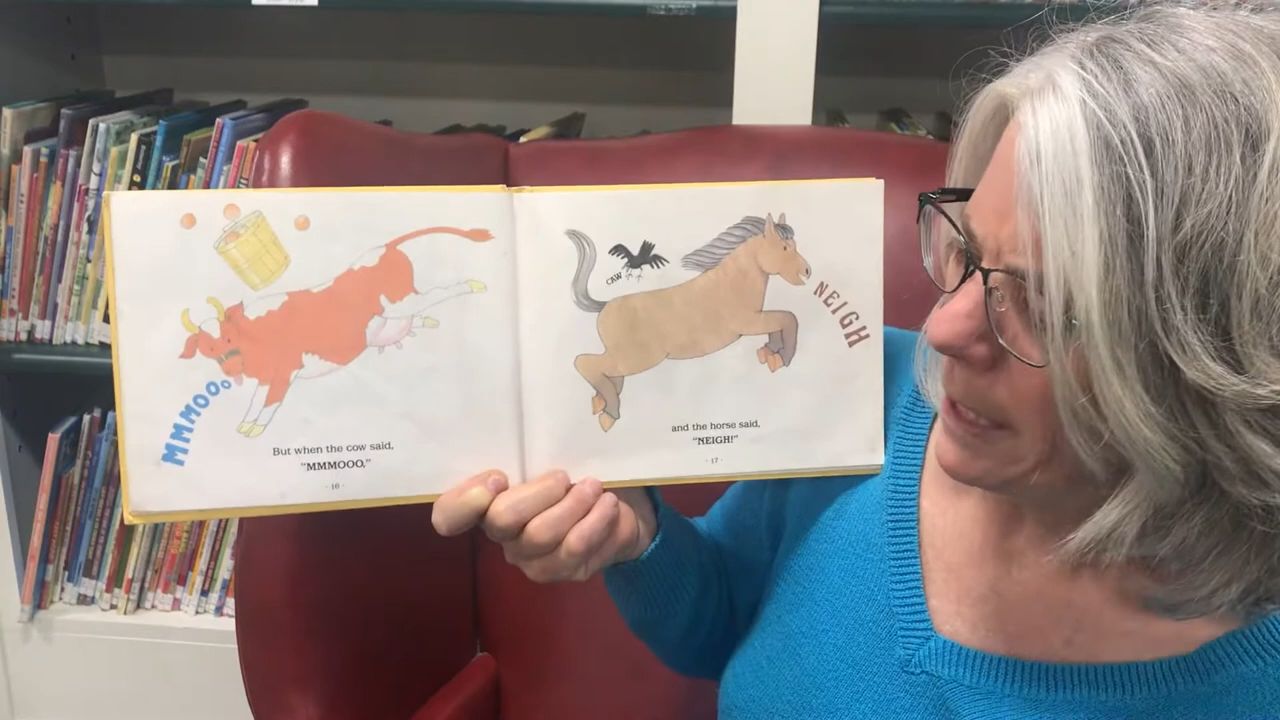 MMMOOo
But when the cow said,
"MMMOOO,"
· 16 ·
CAW
NEIGH
and the horse said,
"NEIGH!"
· 17 ·